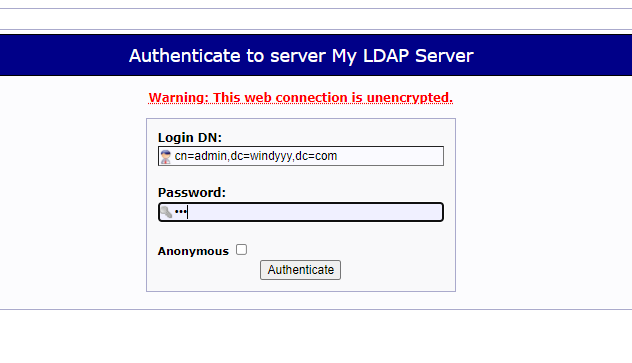 Authenticate to server My LDAP Server
Warning: This web connection is unencrypted.
Login DN:
cn=admin,dc=windyyy,dc=com
Password:
•••
Anonymous
Authenticate